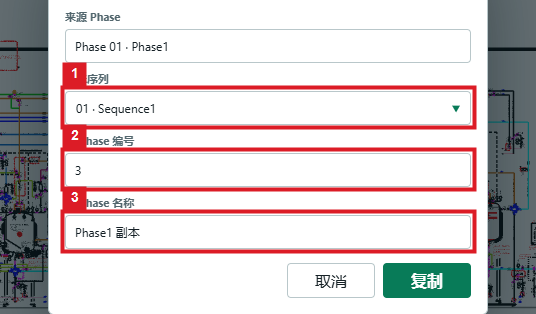 来源 Phase
Phase 01 · Phase1
1
序列
01 · Sequence1
2
hase 编号
3
3
hase 名称
Phase1 副本
取消
复制